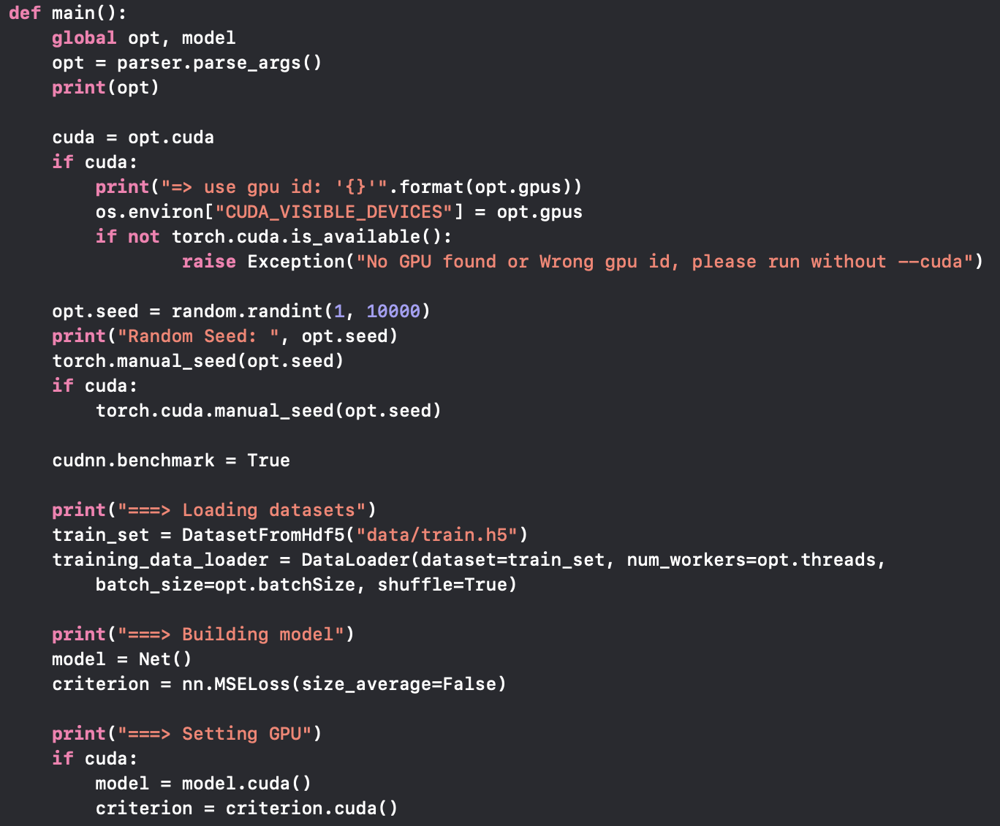 def main():
    global opt, model
    opt = parser.parse_args()
    print(opt)

    cuda = opt.cuda
    if cuda:
        print("=> use gpu id: '{}'".format(opt.gpus))
        os.environ["CUDA_VISIBLE_DEVICES"] = opt.gpus
        if not torch.cuda.is_available():
                raise Exception("No GPU found or Wrong gpu id, please run without --cuda")

    opt.seed = random.randint(1, 10000)
    print("Random Seed: ", opt.seed)
    torch.manual_seed(opt.seed)
    if cuda:
        torch.cuda.manual_seed(opt.seed)

    cudnn.benchmark = True

    print("===> Loading datasets")
    train_set = DatasetFromHdf5("data/train.h5")
    training_data_loader = DataLoader(dataset=train_set, num_workers=opt.threads,
        batch_size=opt.batchSize, shuffle=True)

    print("===> Building model")
    model = Net()
    criterion = nn.MSELoss(size_average=False)

    print("===> Setting GPU")
    if cuda:
        model = model.cuda()
        criterion = criterion.cuda()